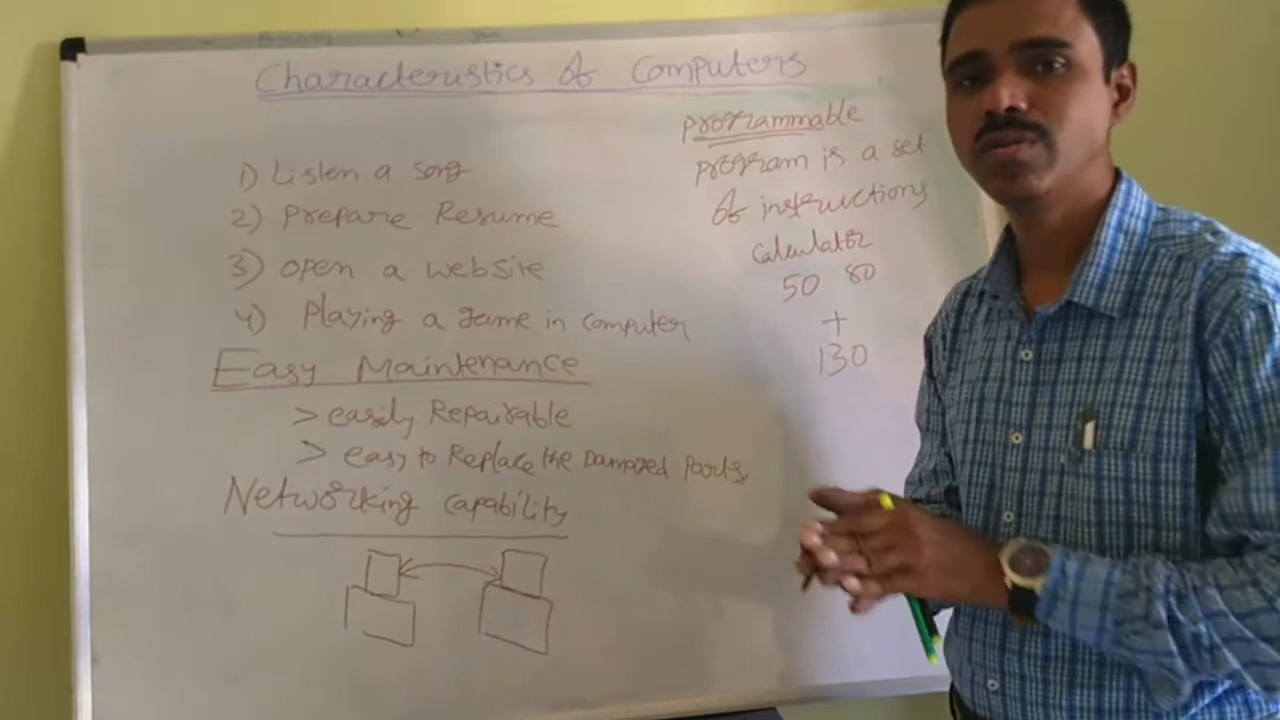 Characteristics of Computers
1) Listen a song
2) Prepare Resume
3) open a website
4) Playing a game in computer
Easy Maintenance
> easily Repairable
> easy to Replace the Damaged Parts
Networking capability
programmable
program is a set
of instructions
calculator
50 80
+
130